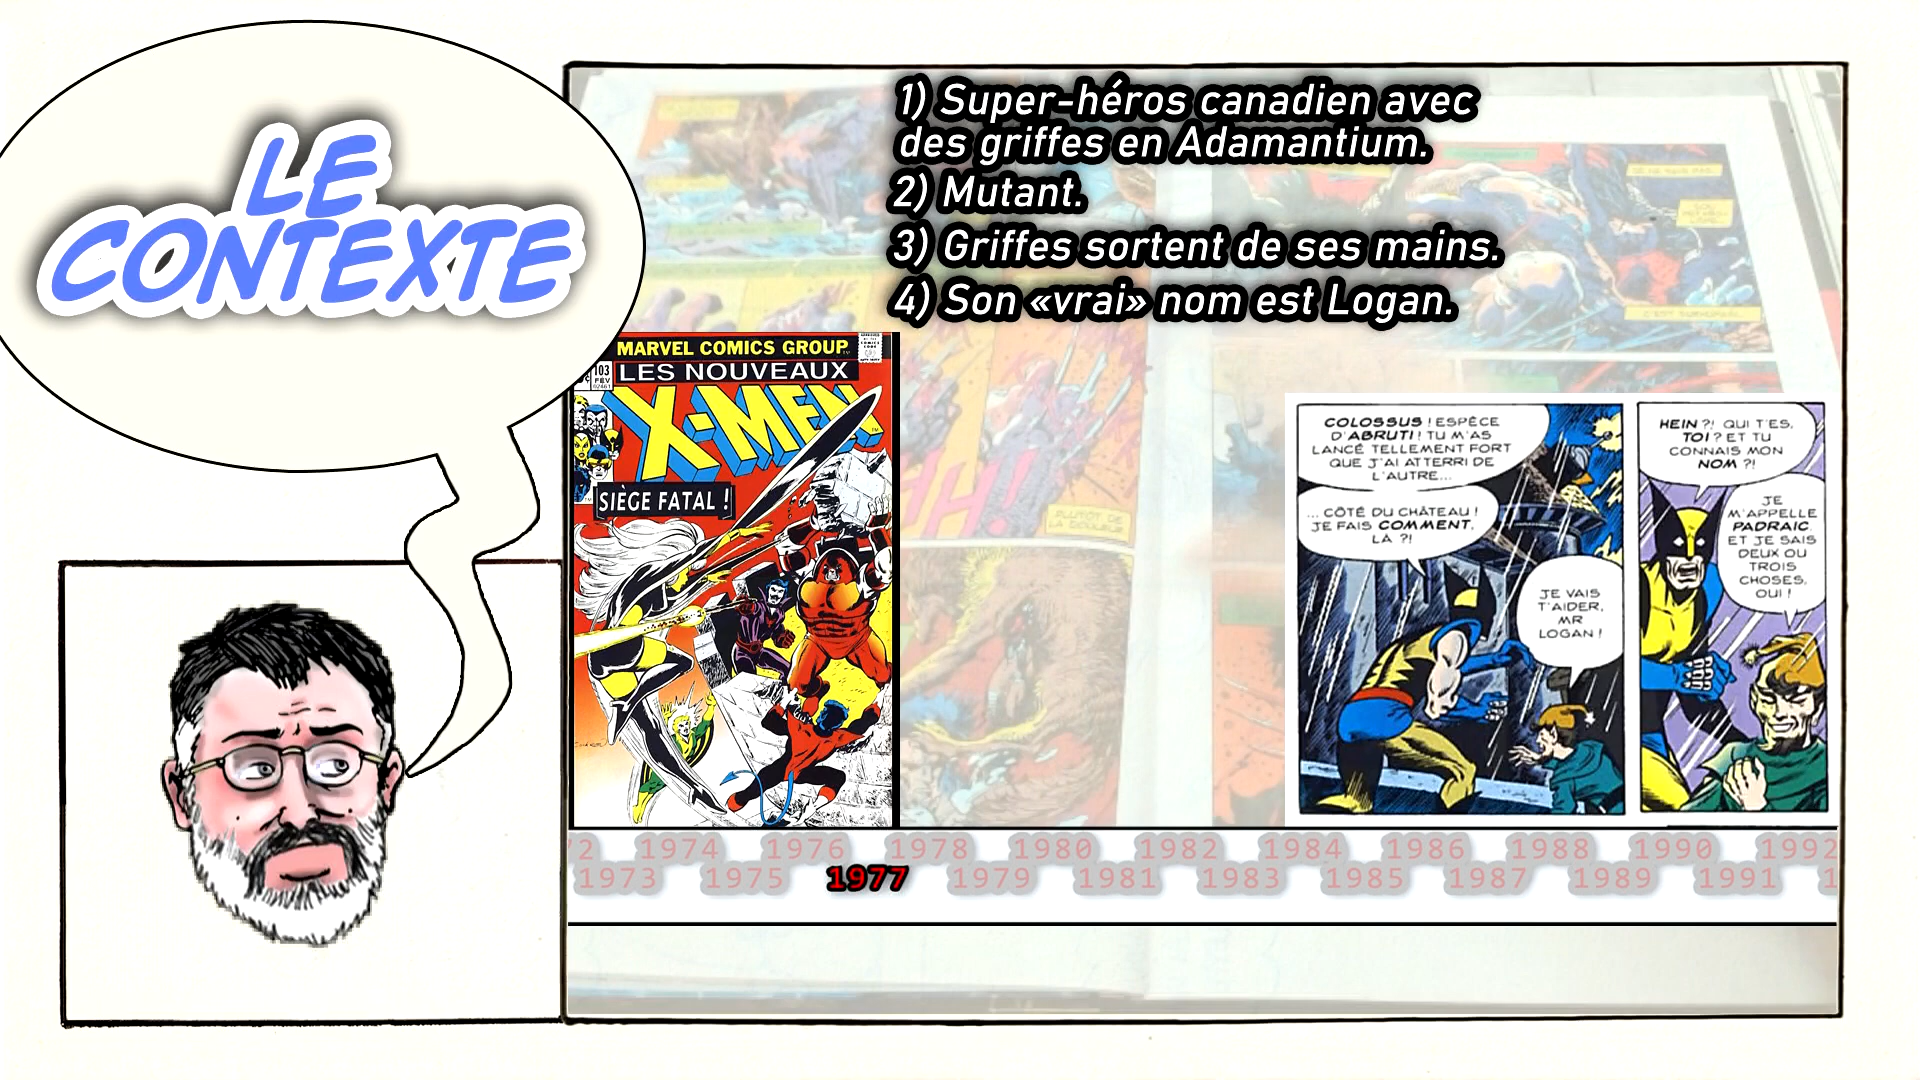 LE
CONTEXTE
1) Super-héros canadien avec
des griffes en Adamantium.
2) Mutant.
3) Griffes sortent de ses mains.
4) Son «vrai» nom est Logan.
MARVEL COMICS GROUP
103
FÉV
LES NOUVEAUX
X-MEN
SIÈGE FATAL !
COLOSSUS ! ESPÈCE
D'ABRUTI ! TU M'AS
LANCÉ TELLEMENT FORT
QUE J'AI ATTERRI DE
L'AUTRE...
... CÔTÉ DU CHÂTEAU !
JE FAIS COMMENT,
LÀ ?!
JE VAIS
T'AIDER,
MR
LOGAN !
HEIN ?! QUI T'ES,
TOI ? ET TU
CONNAIS MON
NOM ?!
JE
M'APPELLE
PADRAIC.
ET JE SAIS
DEUX OU
TROIS
CHOSES,
OUI !
PLUTÔT DE
LA DOULEUR
1974 1976 1978 1980 1982 1984 1986 1988 1990 1992
1973 1975 1977 1979 1981 1983 1985 1987 1989 1991